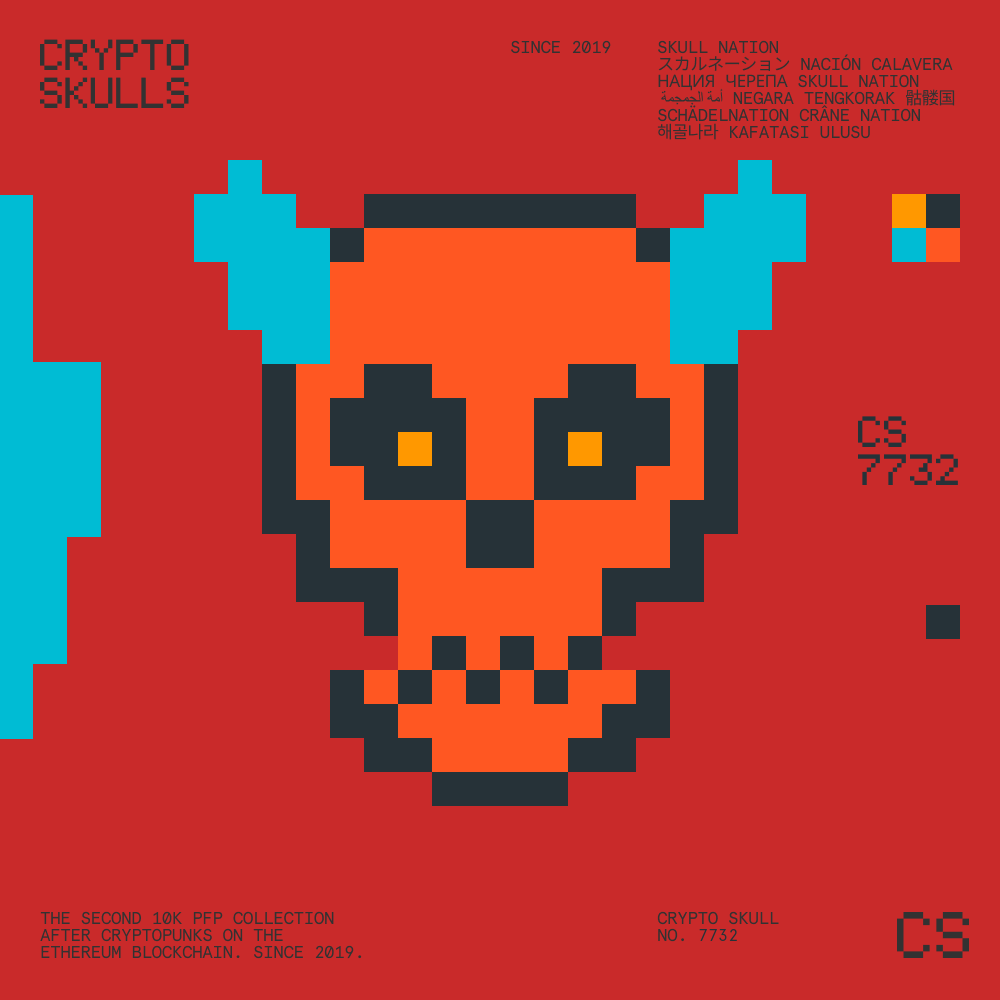 CRYPTO
SKULLS
SINCE 2019
SKULL NATION
スカルネーション NACIÓN CALAVERA
НАЦИЯ ЧЕРЕПА SKULL NATION
أمة الجمجمة NEGARA TENGKORAK 骷髅国
SCHÄDELNATION CRÂNE NATION
해골나라 KAFATASI ULUSU
CS
7732
THE SECOND 10K PFP COLLECTION
AFTER CRYPTOPUNKS ON THE
ETHEREUM BLOCKCHAIN. SINCE 2019.
CRYPTO SKULL
NO. 7732
CS